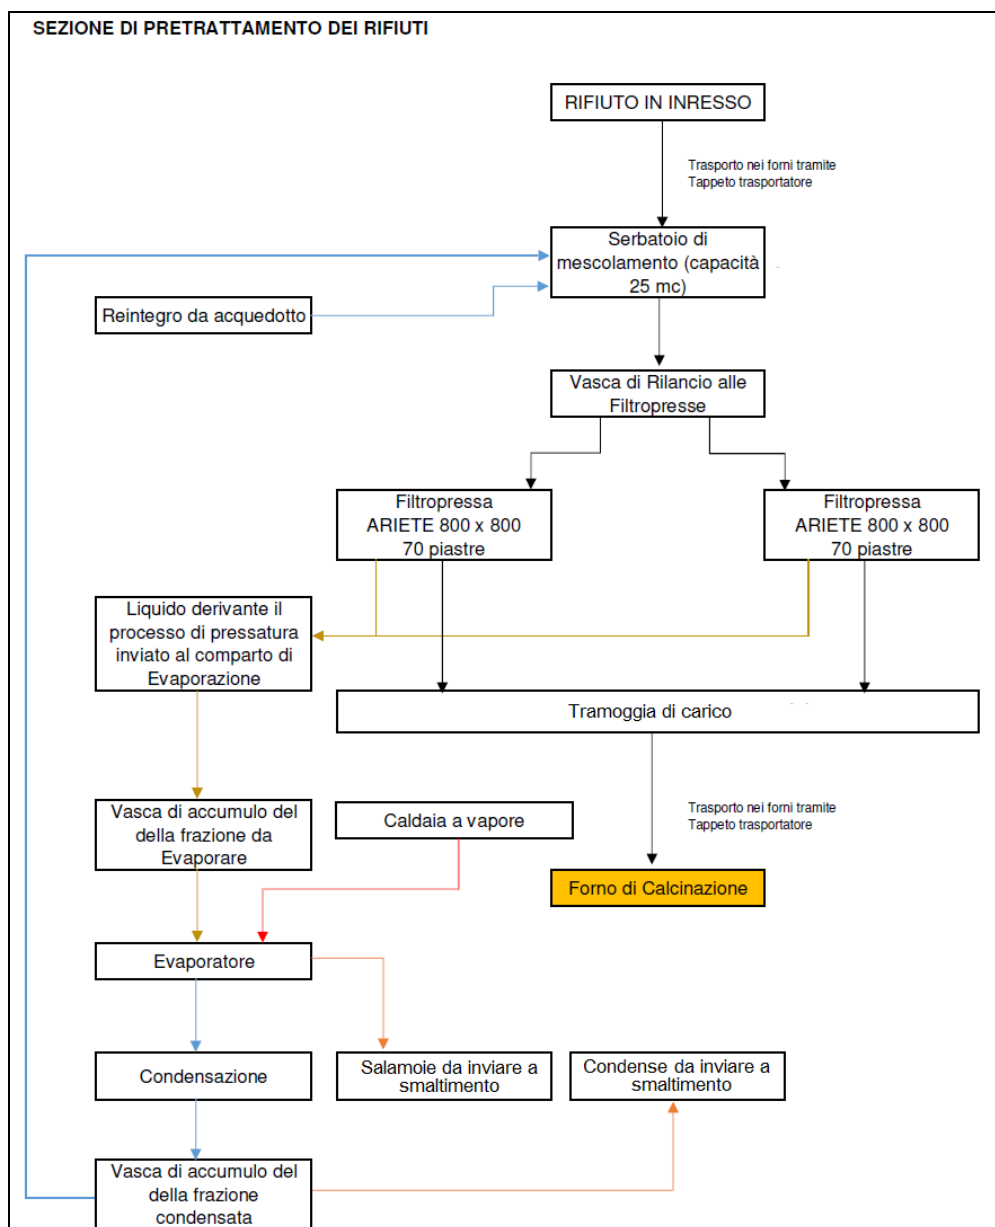 SEZIONE DI PRETRATTAMENTO DEI RIFIUTI
RIFIUTO IN INRESSO
Trasporto nei forni tramite
Tappeto trasportatore
Serbatoio di
mescolamento (capacità
25 mc)
Reintegro da acquedotto
Vasca di Rilancio alle
Filtropresse
Filtropressa
ARIETE 800 x 800
70 piastre
Filtropressa
ARIETE 800 x 800
70 piastre
Liquido derivante il
processo di pressatura
inviato al comparto di
Evaporazione
Tramoggia di carico
Vasca di accumulo del
della frazione da
Evaporare
Caldaia a vapore
Trasporto nei forni tramite
Tappeto trasportatore
Forno di Calcinazione
Evaporatore
Condensazione
Salamoie da inviare a
smaltimento
Condense da inviare a
smaltimento
Vasca di accumulo del
della frazione
condensata